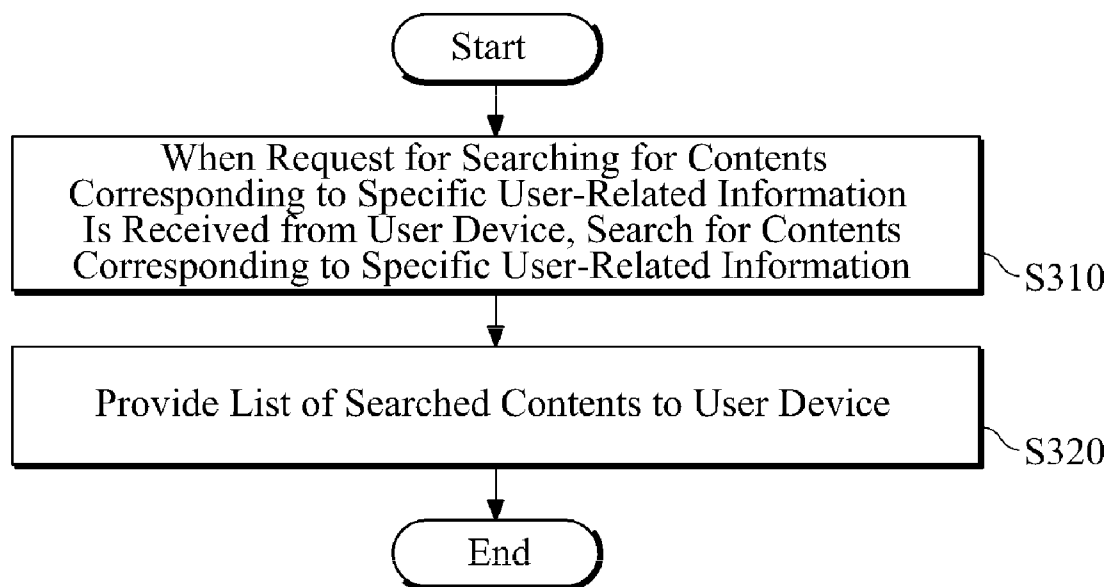 Start
When Request for Searching for Contents
Corresponding to Specific User-Related Information
Is Received from User Device, Search for Contents
Corresponding to Specific User-Related Information
S310
Provide List of Searched Contents to User Device
S320
End